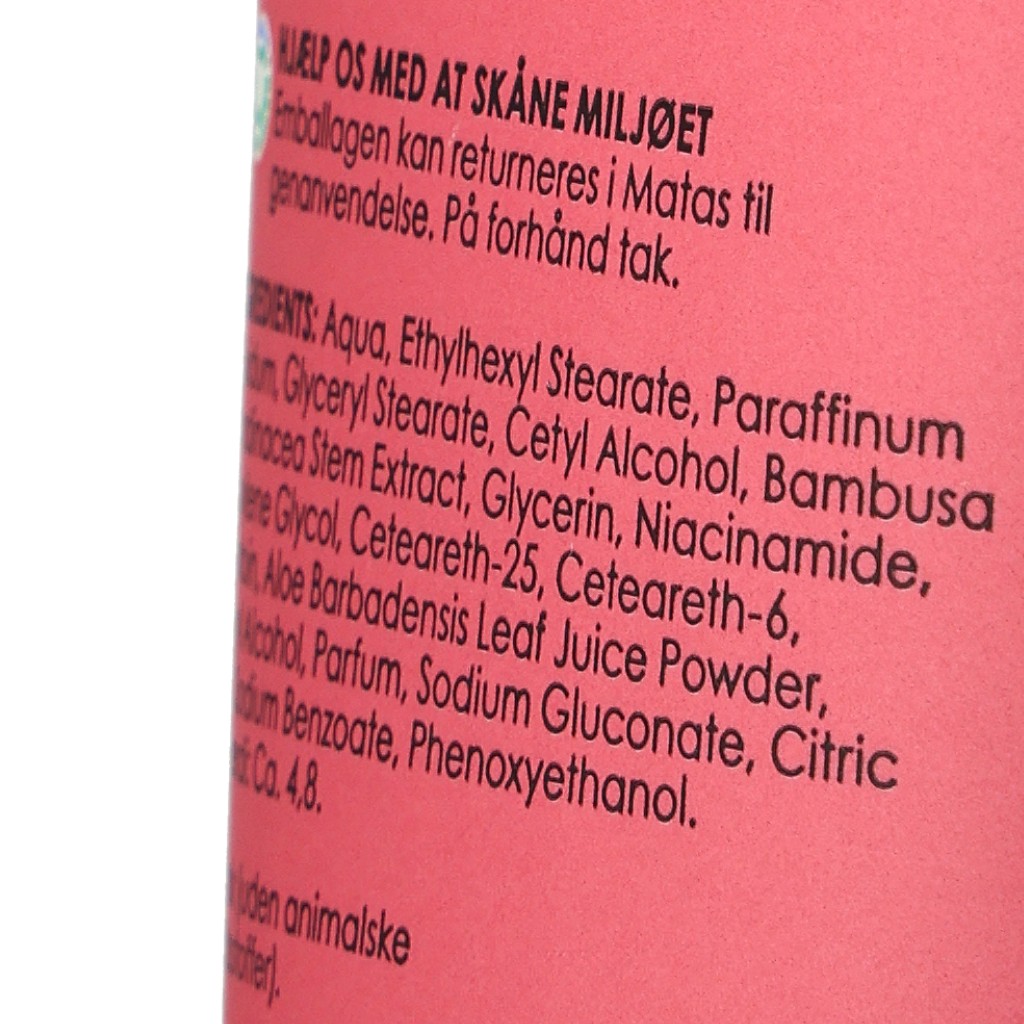 HJÆLP OS MED AT SKÅNE MILJØET
Emballagen kan returneres i Matas til
genanvendelse. På forhånd tak.
Aqua, Ethylhexyl Stearate, Paraffinum
Glyceryl Stearate, Cetyl Alcohol, Bambusa
Stem Extract, Glycerin, Niacinamide,
Glycol, Ceteareth-25, Ceteareth-6,
Aloe Barbadensis Leaf Juice Powder,
Alcohol, Parfum, Sodium Gluconate, Citric
Benzoate, Phenoxyethanol.
Ca. 4,8.
uden animalske